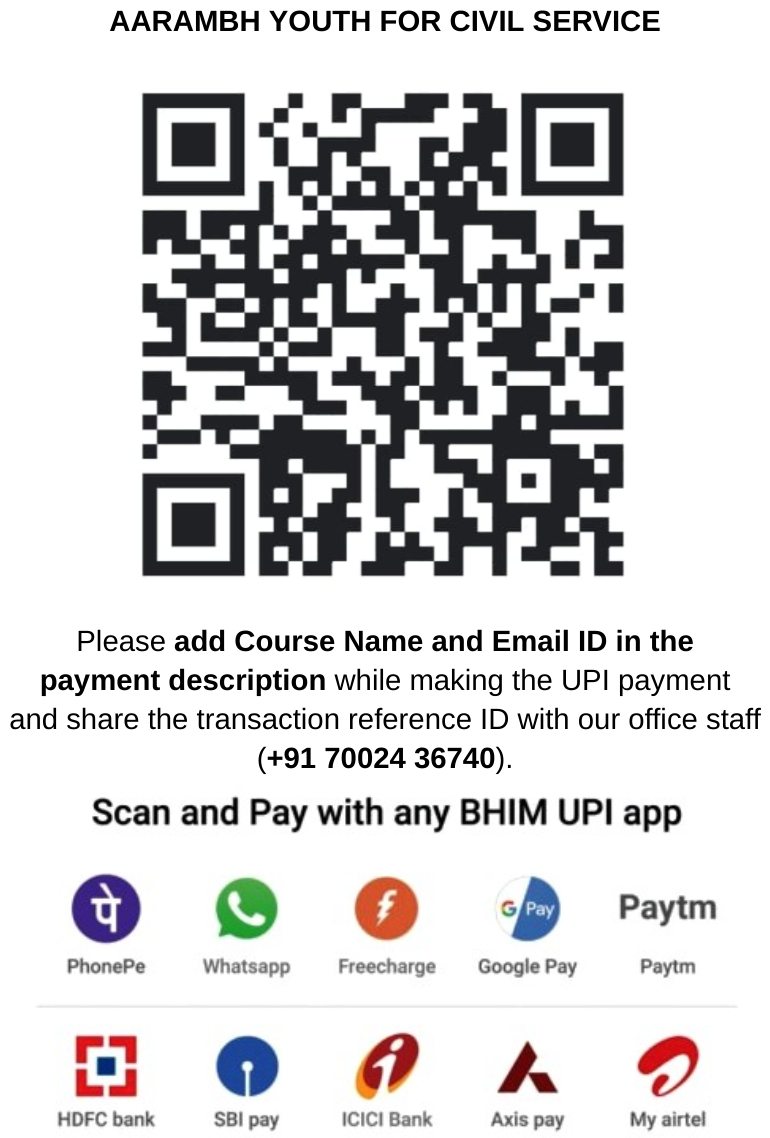 AARAMBH YOUTH FOR CIVIL SERVICE
Please add Course Name and Email ID in the
payment description while making the UPI payment
and share the transaction reference ID with our office staff
(+91 70024 36740).
Scan and Pay with any BHIM UPI app
पे
G Pay
Paytm
PhonePe
Whatsapp
Freecharge
Google Pay
Paytm
HDFC bank
SBI pay
ICICI Bank
Axis pay
My airtel